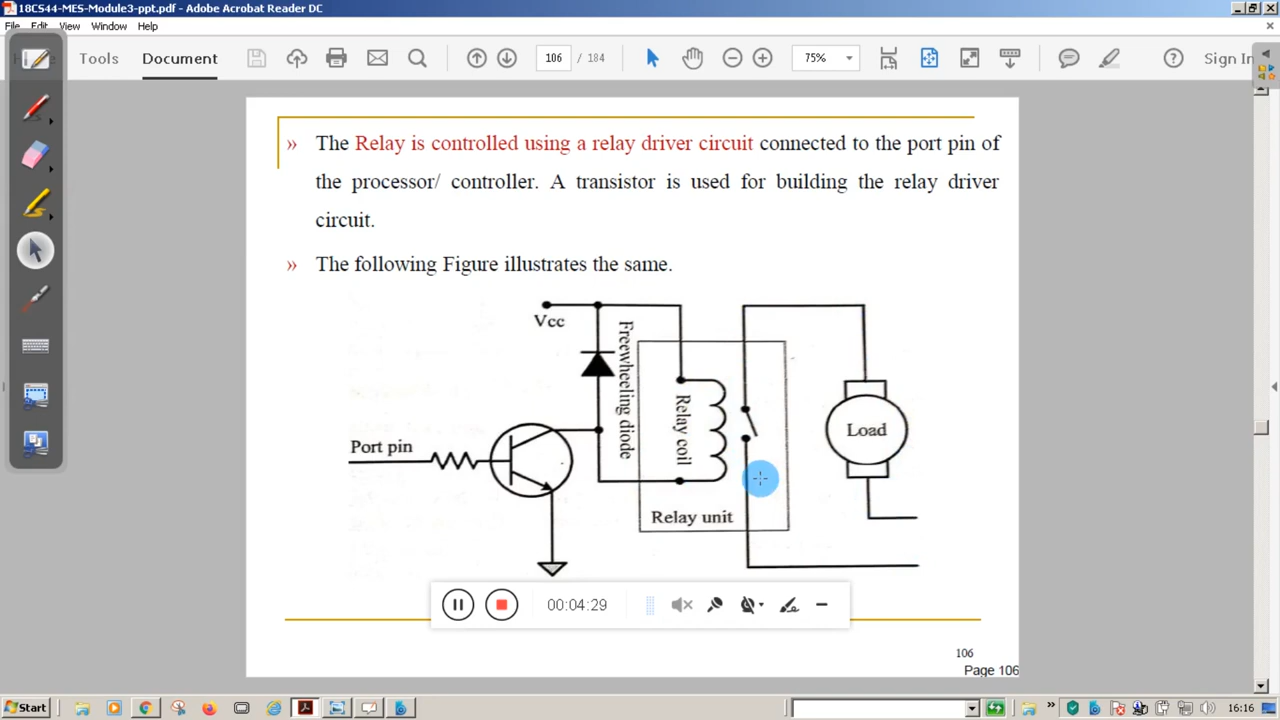 18CS44-MES-Module3-ppt.pdf - Adobe Acrobat Reader DC
File Edit View Window Help
Tools Document 106 / 184 75% Sign In
» The Relay is controlled using a relay driver circuit connected to the port pin of
the processor/ controller. A transistor is used for building the relay driver
circuit.
» The following Figure illustrates the same.
Vcc
Freewheeling diode
Relay coil
Load
Port pin
Relay unit
00:04:29
106
Page 106
Start » 16:16